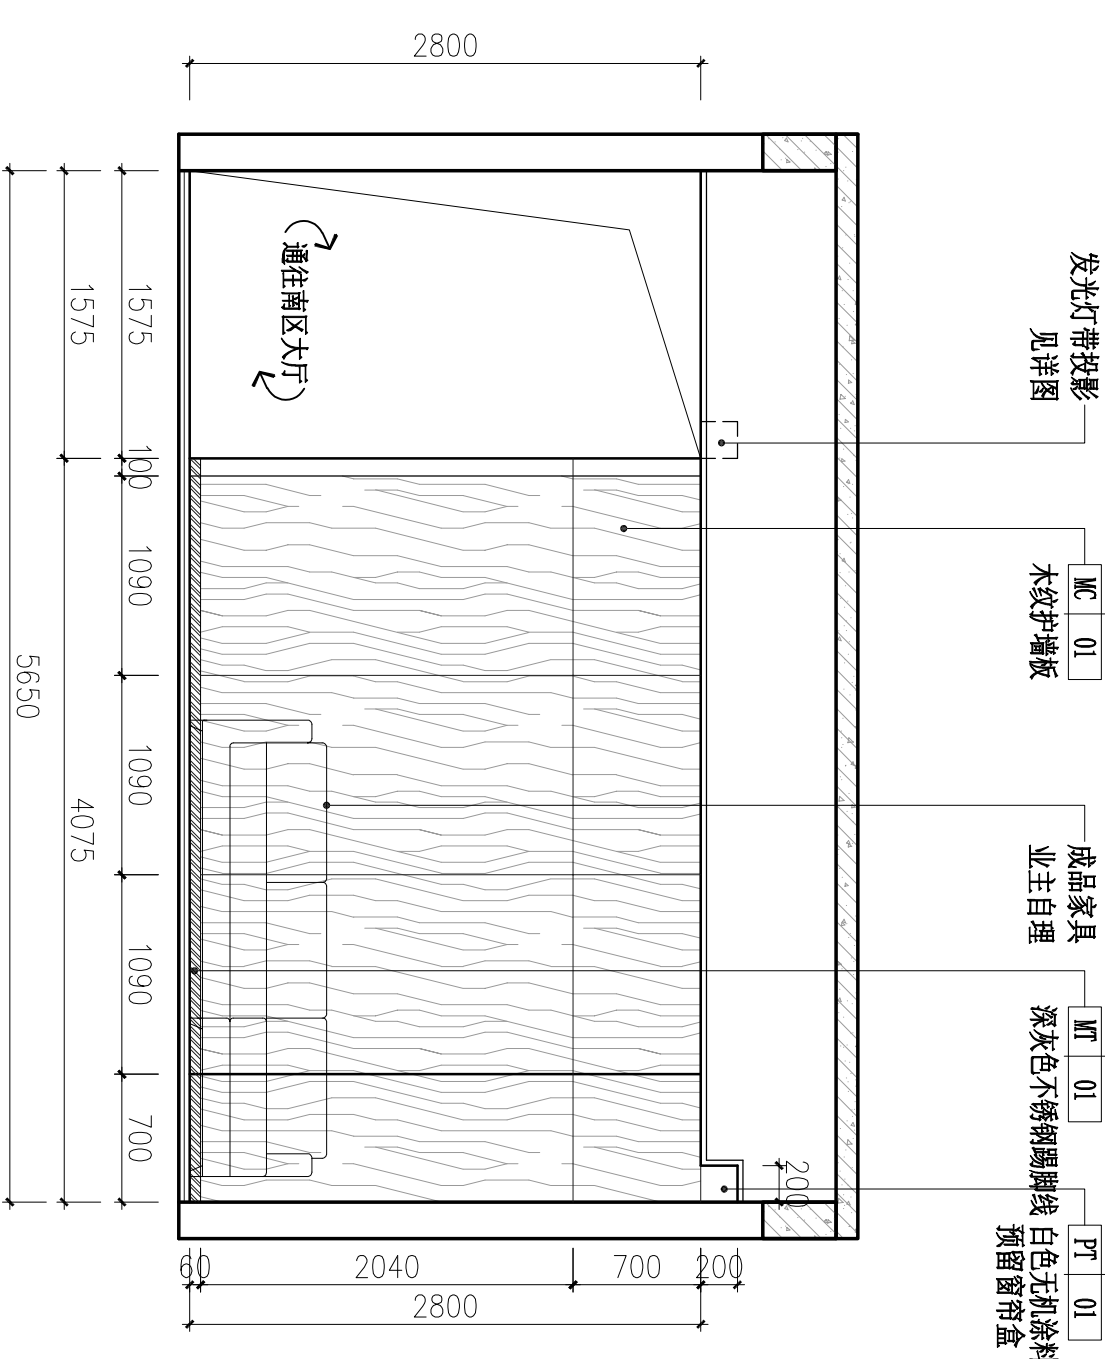 发光灯带投影
见详图
MC 01
木纹护墙板
成品家具
业主自理
MT 01
深灰色不锈钢踢脚线
PT 01
白色无机涂料
预留窗帘盒
通往南区大厅
200
2800
60
2040
700
200
2800
1575
100
1090
1090
1090
700
1575
4075
5650